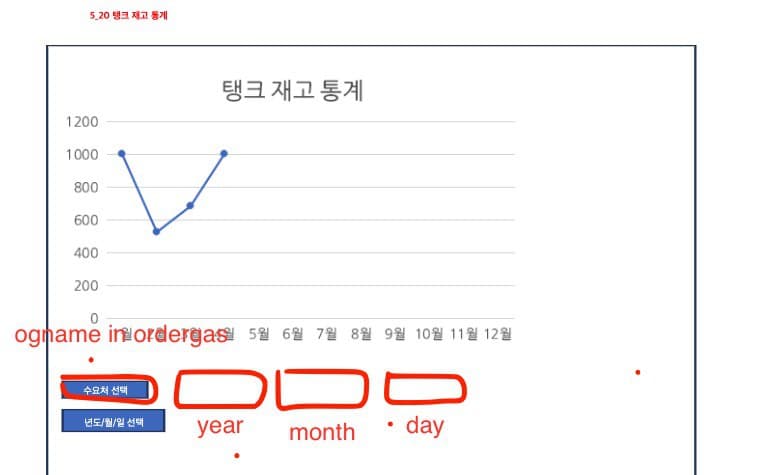 5_20 탱크 재고 통계
탱크 재고 통계
1200
1000
800
600
400
200
0
1월 2월 3월 4월 5월 6월 7월 8월 9월 10월 11월 12월
ogname in ordergas
수요처 선택
년도/월/일 선택
year
month
day